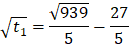 √t₁ = √939/5 − 27/5